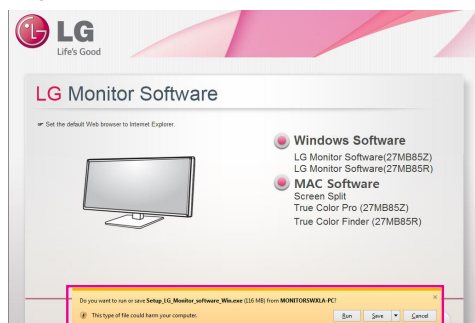 LG
Life's Good
LG Monitor Software
☞ Set the default Web browser to Internet Explorer.
Windows Software
LG Monitor Software(27MB85Z)
LG Monitor Software(27MB85R)
MAC Software
Screen Split
True Color Pro (27MB85Z)
True Color Finder (27MB85R)
Do you want to run or save Setup_LG_Monitor_software_Win.exe (116 MB) from MONITORSWXLA-PC?
This type of file could harm your computer.
Run Save Cancel